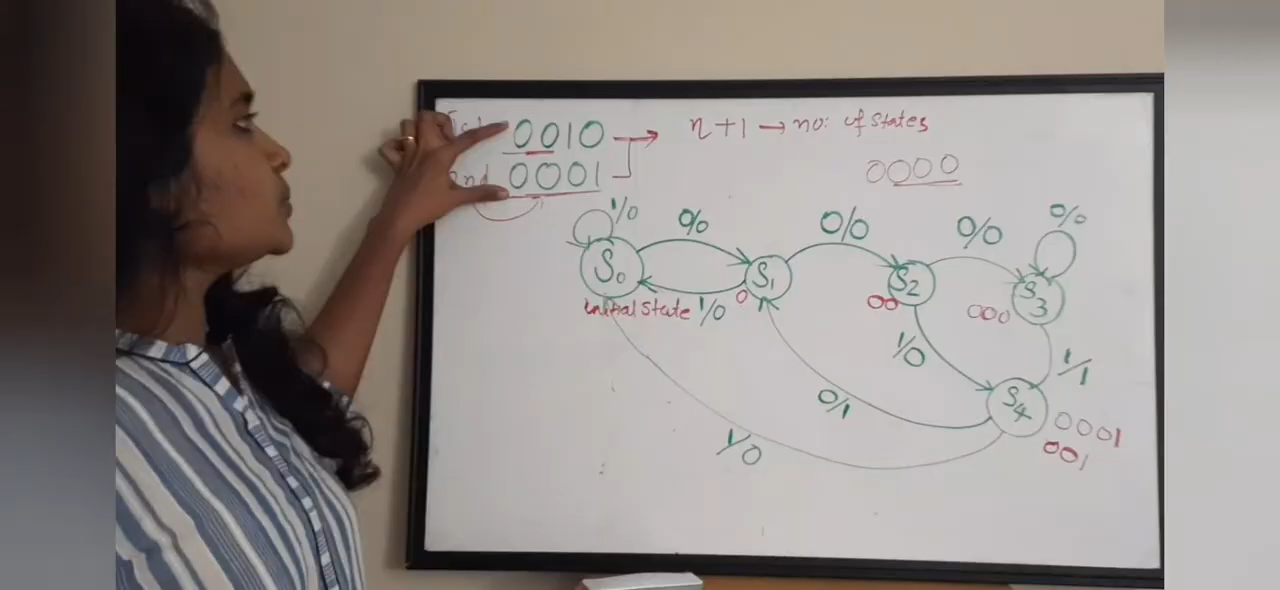 0010 n+1 → no: of states
2nd 0001 0000
1/0 0/0 0/0 0/0 0/0
S0 S1 S2 S3
initial state 1/0 0 00 000
1/0 1/1
0/1 S4 0001
1/0 001